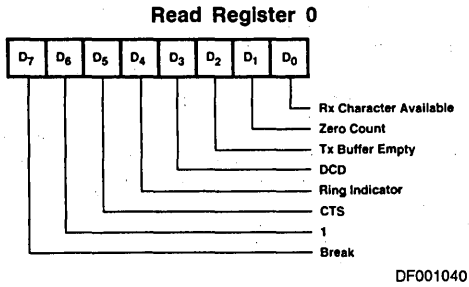 Read Register 0
D7 D6 D5 D4 D3 D2 D1 D0
Rx Character Available
Zero Count
Tx Buffer Empty
DCD
Ring Indicator
CTS
1
Break
DF001040